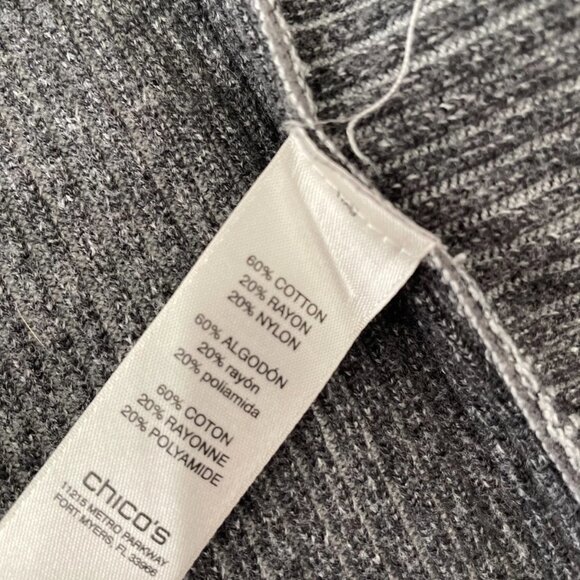 60% COTTON
20% RAYON
20% NYLON
60% ALGODÓN
20% rayón
20% poliamida
60% COTON
20% RAYONNE
20% POLYAMIDE
chico's
11215 METRO PARKWAY
FORT MYERS, FL 33966